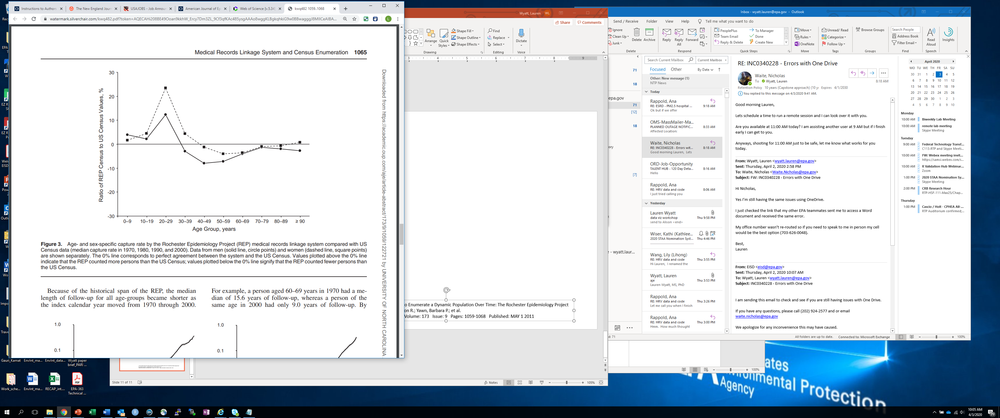 Instructions to Authors
The New England Journ
USAJOBS - Job Announ
American Journal of Ep
Web of Science [v.5.34]
kwq482 1059..1068
watermark.silverchair.com/kwq482.pdf?token=
Medical Records Linkage System and Census Enumeration 1065
Ratio of REP Census to US Census Values, %
30
20
10
0
-10
-20
-30
0–9 10–19 20–29 30–39 40–49 50–59 60–69 70–79 80–89 ≥ 90
Age Group, years
Figure 3. Age- and sex-specific capture rate by the Rochester Epidemiology Project (REP) medical records linkage system compared with US
Census data (median capture rate in 1970, 1980, 1990, and 2000). Data from men (solid line, circle points) and women (dashed line, square points)
are shown separately. The 0% line corresponds to perfect agreement between the system and the US Census. Values plotted above the 0% line
indicate that the REP counted more persons than the US Census; values plotted below the 0% line signify that the REP counted fewer persons than
the US Census.
Because of the historical span of the REP, the median
length of follow-up for all age-groups became shorter as
the index calendar year moved from 1970 through 2000.
For example, a person aged 60–69 years in 1970 had a me-
dian of 15.6 years of follow-up, whereas a person of the
same age in 2000 had only 9.0 years of follow-up. By
1.0
0.1
1.0
0.1
Downloaded from https://academic.oup.com/aje/article-abstract/173/9/1059/122721 by UNIVERSITY OF NORTH CAROLINA
Wyatt, Lauren WL
Share Comments
Arrange
Quick
Styles
Shape Fill
Shape Outline
Shape Effects
Drawing
Find
Replace
Select
Editing
Dictate
Voice
3 4 5 6 7 8 9
o Enumerate a Dynamic Population Over Time: The Rochester Epidemiology Project
on R.; Yawn, Barbara P.; et al.
Volume: 173 Issue: 9 Pages: 1059-1068 Published: MAY 1 2011
Slide 11 of 11
Notes
105%
Inbox - wyatt.lauren@epa.gov - Outlook
Send / Receive Folder View Help Tell me what you want to do
Ignore
Clean Up
Junk
Delete Archive
Delete
Reply
Reply
All
Forward
Respond
PeoplePlus To Manager
Team Email Done
Reply & Delete Create New
Quick Steps
Move
Rules
OneNote
Move
Unread/ Read
Categorize
Follow Up
Tags
Browse Groups
Groups
Search People
Address Book
Filter Email
Find
Read
Aloud
Speech
Insights
71
18
epa.gov
71
[12]
18
ory
[7]
e - wyatt.laur...
Search Current Mailbox Current Mailbox
Focused Other By Date
Other: New message (1)
NTP News
Today
Rappold, Ana
RE: ESRD - PM2.5 hospital ... 9:18 AM
Ok but if we offer
OMS-MassMailer-Ma...
PLANNED OUTAGE NOTIFIC... 8:33 AM
Affected Location:
Waite, Nicholas
RE: INC0340228 - Errors wit... 8:18 AM
Good morning Lauren, Lets
ORD-Job-Opportunity
TALENT HUB - 120 Day Deta... 8:16 AM
Hello
Rappold, Ana
RE: HRV data and code 8:06 AM
I just tried calling you
Yesterday
Lauren Wyatt
data viz workshop Thu 9:58 PM
send to Alison <end>
Wiser, Kathi (Kathlee...
2020 STAA Nomination Syst... Thu 4:46 PM
Wang, Lily (Lihong)
RE: HRV data and code Thu 3:55 PM
Hi Lauren, I renamed the
Wyatt, Lauren
aje Thu 3:53 PM
Lauren Wyatt, MS, PhD
Rappold, Ana
RE: HRV data and code Thu 3:26 PM
Let me call you when I finish
Rappold, Ana
RE: HRV data and code Thu 3:00 PM
Hmm. How much thought
RE: INC0340228 - Errors with One Drive
Waite, Nicholas
To Wyatt, Lauren
8:18 AM
Retention Policy 10 years (Capstone approach) (10 y Expires 4/1/2030
You replied to this message on 4/3/2020 9:41 AM.
Good morning Lauren,
Lets schedule a time to run a remote session and I can look over it with you.
Are you available at 11:00 AM today? I am assisting another user at 9 AM but if I finish
early I can get to you.
Anyways, shooting for 11:00 AM just to be safe, let me know what works for you
today.
From: Wyatt, Lauren <wyatt.lauren@epa.gov>
Sent: Thursday, April 2, 2020 2:58 PM
To: Waite, Nicholas <Waite.Nicholas@epa.gov>
Subject: FW: INC0340228 - Errors with One Drive
Hi Nicholas,
Yes I'm still having the same issues using OneDrive.
I just checked the link that my other EPA teammates sent me to access a Word
document and received the same error.
My office number wasn't re-routed so if you need to speak to me in person my cell
would be the best option (703-626-0048).
Best,
Lauren
From: EISD <eisd@epa.gov>
Sent: Thursday, April 2, 2020 10:07 AM
To: Wyatt, Lauren <wyatt.lauren@epa.gov>
Subject: INC0340228 - Errors with One Drive
I am sending this email to check and see if you are still having issues with One Drive.
If you have any questions, please call (202) 924-2577 and or email
waite.nicholas@epa.gov
We apologize for any inconvenience this may have caused.
d: 71
All folders are up to date. Connected to: Microsoft Exchange 100%
April 2020
MO TU WE TH FR SA SU
30 31 1 2 3 4 5
6 7 8 9 10 11 12
13 14 15 16 17 18 19
20 21 22 23 24 25 26
27 28 29 30 1 2 3
4 5 6 7 8 9 10
Monday
10:00 AM Biweekly Lab Meeting
10:00 AM remote lab meeting
Skype Meeting
Tuesday
9:00 AM Federal Technology Transf...
C113-RTP and Skype Meeti...
10:00 AM FW: Webex meeting invit...
https://samsi.webex.com/s...
10:00 AM R Validation Hub Webinar...
Zoom
1:00 PM 2020 STAA Nomination Sy...
Skype Meeting
2:00 PM CRB Research Hour
RTP-HSF-111-Max25/Chap...
Thursday
1:00 PM Cascio / Holt - CPHEA All-...
RTP Auditorium confirmed;...
100%
ates
Environmental Protection
Agency
Gauri_Kamat
EnvInt_ma...
EnvInt_data...
Wyatt paper
brief_PARI ...
Work_sche...
EnvInt_ma...
RECAP_int....
EPA-363
Technical ...
10:05 AM
4/3/2020
20